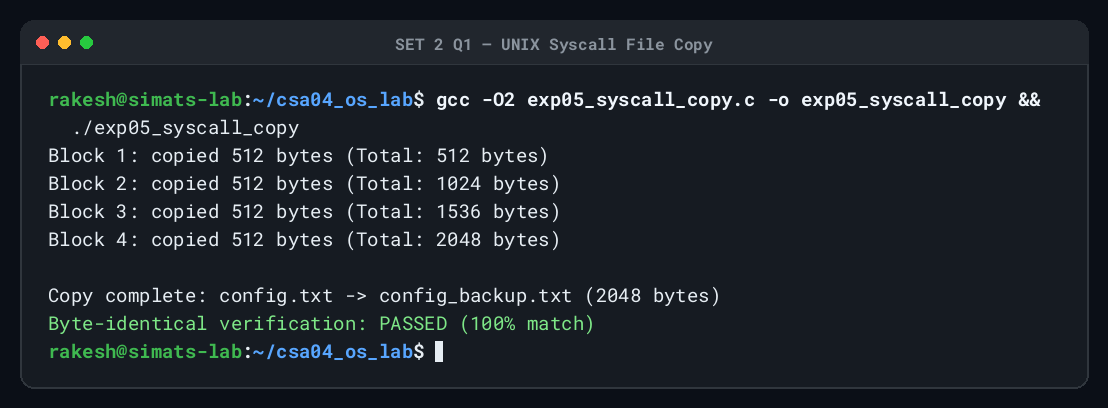 SET 2 Q1 — UNIX Syscall File Copy
rakesh@simats-lab:~/csa04_os_lab$ gcc -O2 exp05_syscall_copy.c -o exp05_syscall_copy &&
./exp05_syscall_copy
Block 1: copied 512 bytes (Total: 512 bytes)
Block 2: copied 512 bytes (Total: 1024 bytes)
Block 3: copied 512 bytes (Total: 1536 bytes)
Block 4: copied 512 bytes (Total: 2048 bytes)
Copy complete: config.txt -> config_backup.txt (2048 bytes)
Byte-identical verification: PASSED (100% match)
rakesh@simats-lab:~/csa04_os_lab$